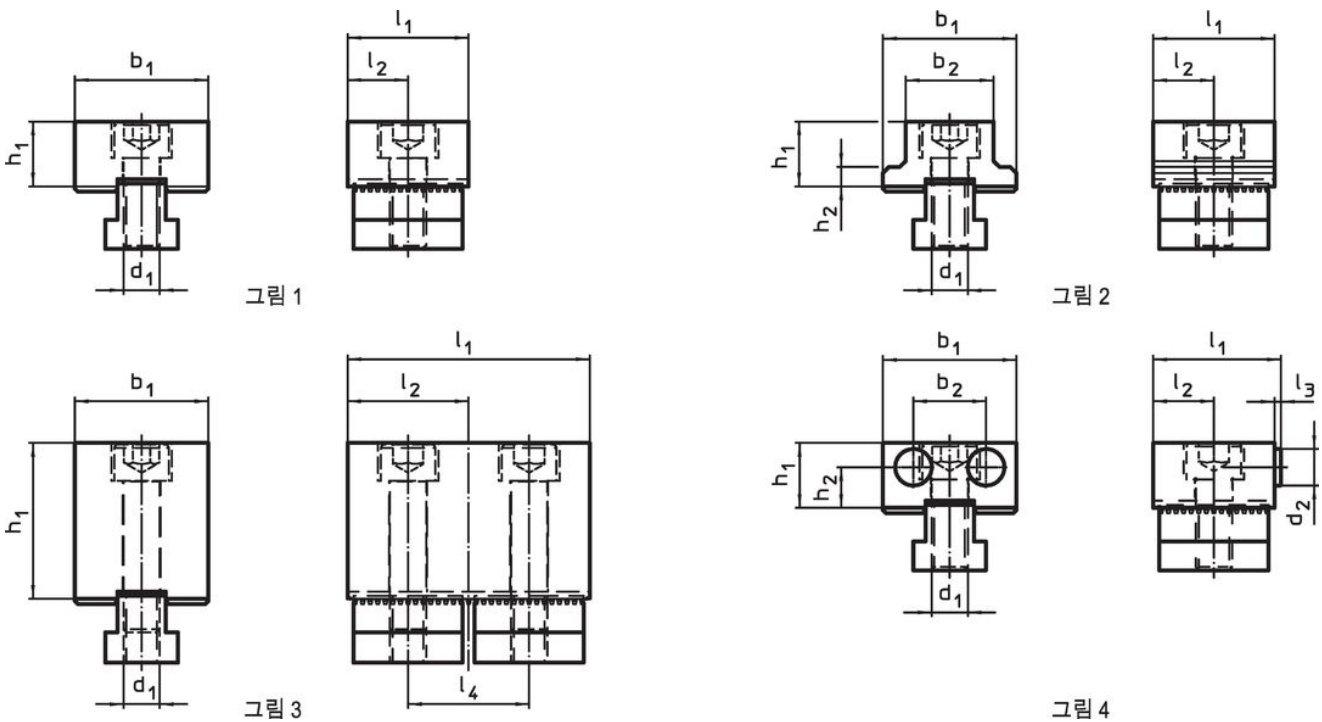 l₁
b₁
l₂
h₁
d₁
그림 1
b₁
l₁
b₂
l₂
h₁
h₂
d₁
그림 2
l₁
b₁
l₂
h₁
d₁
l₄
그림 3
b₁
l₁
b₂
l₂
l₃
h₁
h₂
d₂
d₁
그림 4